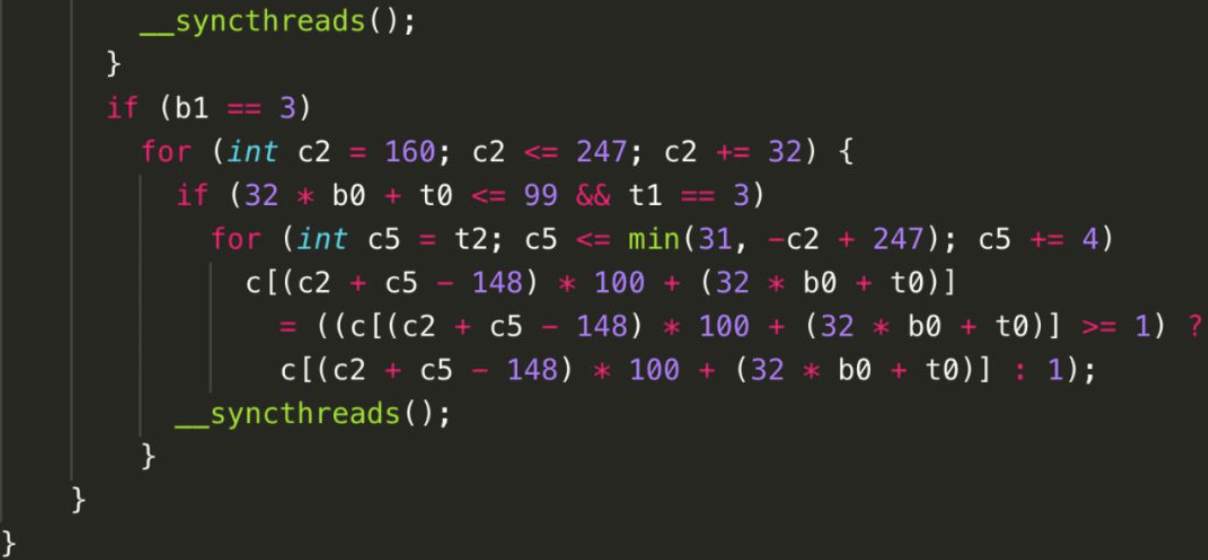 __syncthreads();
}
if (b1 == 3)
for (int c2 = 160; c2 <= 247; c2 += 32) {
if (32 * b0 + t0 <= 99 && t1 == 3)
for (int c5 = t2; c5 <= min(31, -c2 + 247); c5 += 4)
c[(c2 + c5 - 148) * 100 + (32 * b0 + t0)]
= ((c[(c2 + c5 - 148) * 100 + (32 * b0 + t0)] >= 1) ?
c[(c2 + c5 - 148) * 100 + (32 * b0 + t0)] : 1);
__syncthreads();
}
}
}